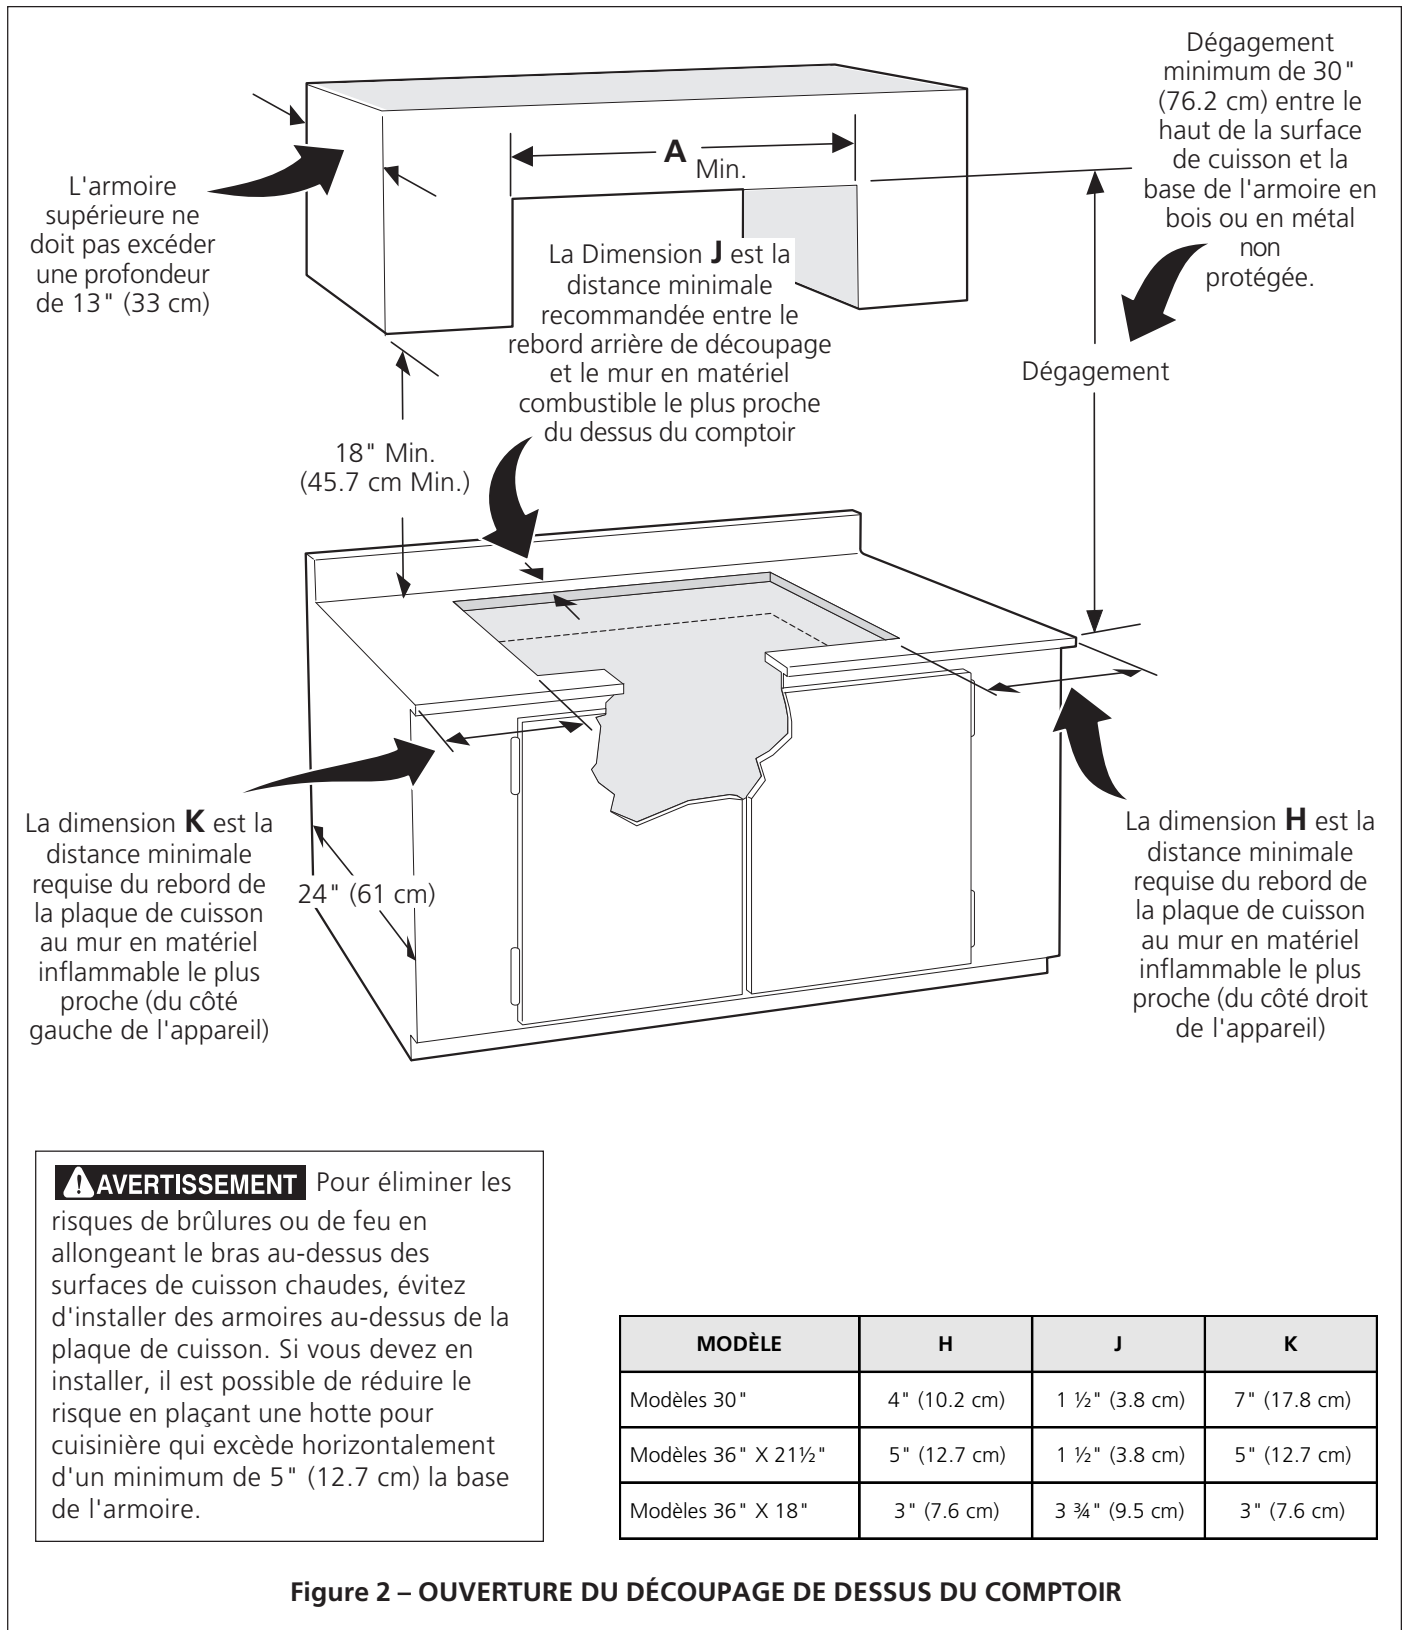 L'armoire
supérieure ne
doit pas excéder
une profondeur
de 13" (33 cm)
A
Min.
Dégagement
minimum de 30"
(76.2 cm) entre le
haut de la surface
de cuisson et la
base de l'armoire en
bois ou en métal
non
protégée.
La Dimension J est la
distance minimale
recommandée entre le
rebord arrière de découpage
et le mur en matériel
combustible le plus proche
du dessus du comptoir
Dégagement
18" Min.
(45.7 cm Min.)
La dimension K est la
distance minimale
requise du rebord de
la plaque de cuisson
au mur en matériel
inflammable le plus
proche (du côté
gauche de l'appareil)
24" (61 cm)
La dimension H est la
distance minimale
requise du rebord de
la plaque de cuisson
au mur en matériel
inflammable le plus
proche (du côté droit
de l'appareil)
AVERTISSEMENT Pour éliminer les
risques de brûlures ou de feu en
allongeant le bras au-dessus des
surfaces de cuisson chaudes, évitez
d'installer des armoires au-dessus de la
plaque de cuisson. Si vous devez en
installer, il est possible de réduire le
risque en plaçant une hotte pour
cuisinière qui excède horizontalement
d'un minimum de 5" (12.7 cm) la base
de l'armoire.
MODÈLE H J K
Modèles 30" 4" (10.2 cm) 1 ½" (3.8 cm) 7" (17.8 cm)
Modèles 36" X 21½" 5" (12.7 cm) 1 ½" (3.8 cm) 5" (12.7 cm)
Modèles 36" X 18" 3" (7.6 cm) 3 ¾" (9.5 cm) 3" (7.6 cm)
Figure 2 – OUVERTURE DU DÉCOUPAGE DE DESSUS DU COMPTOIR